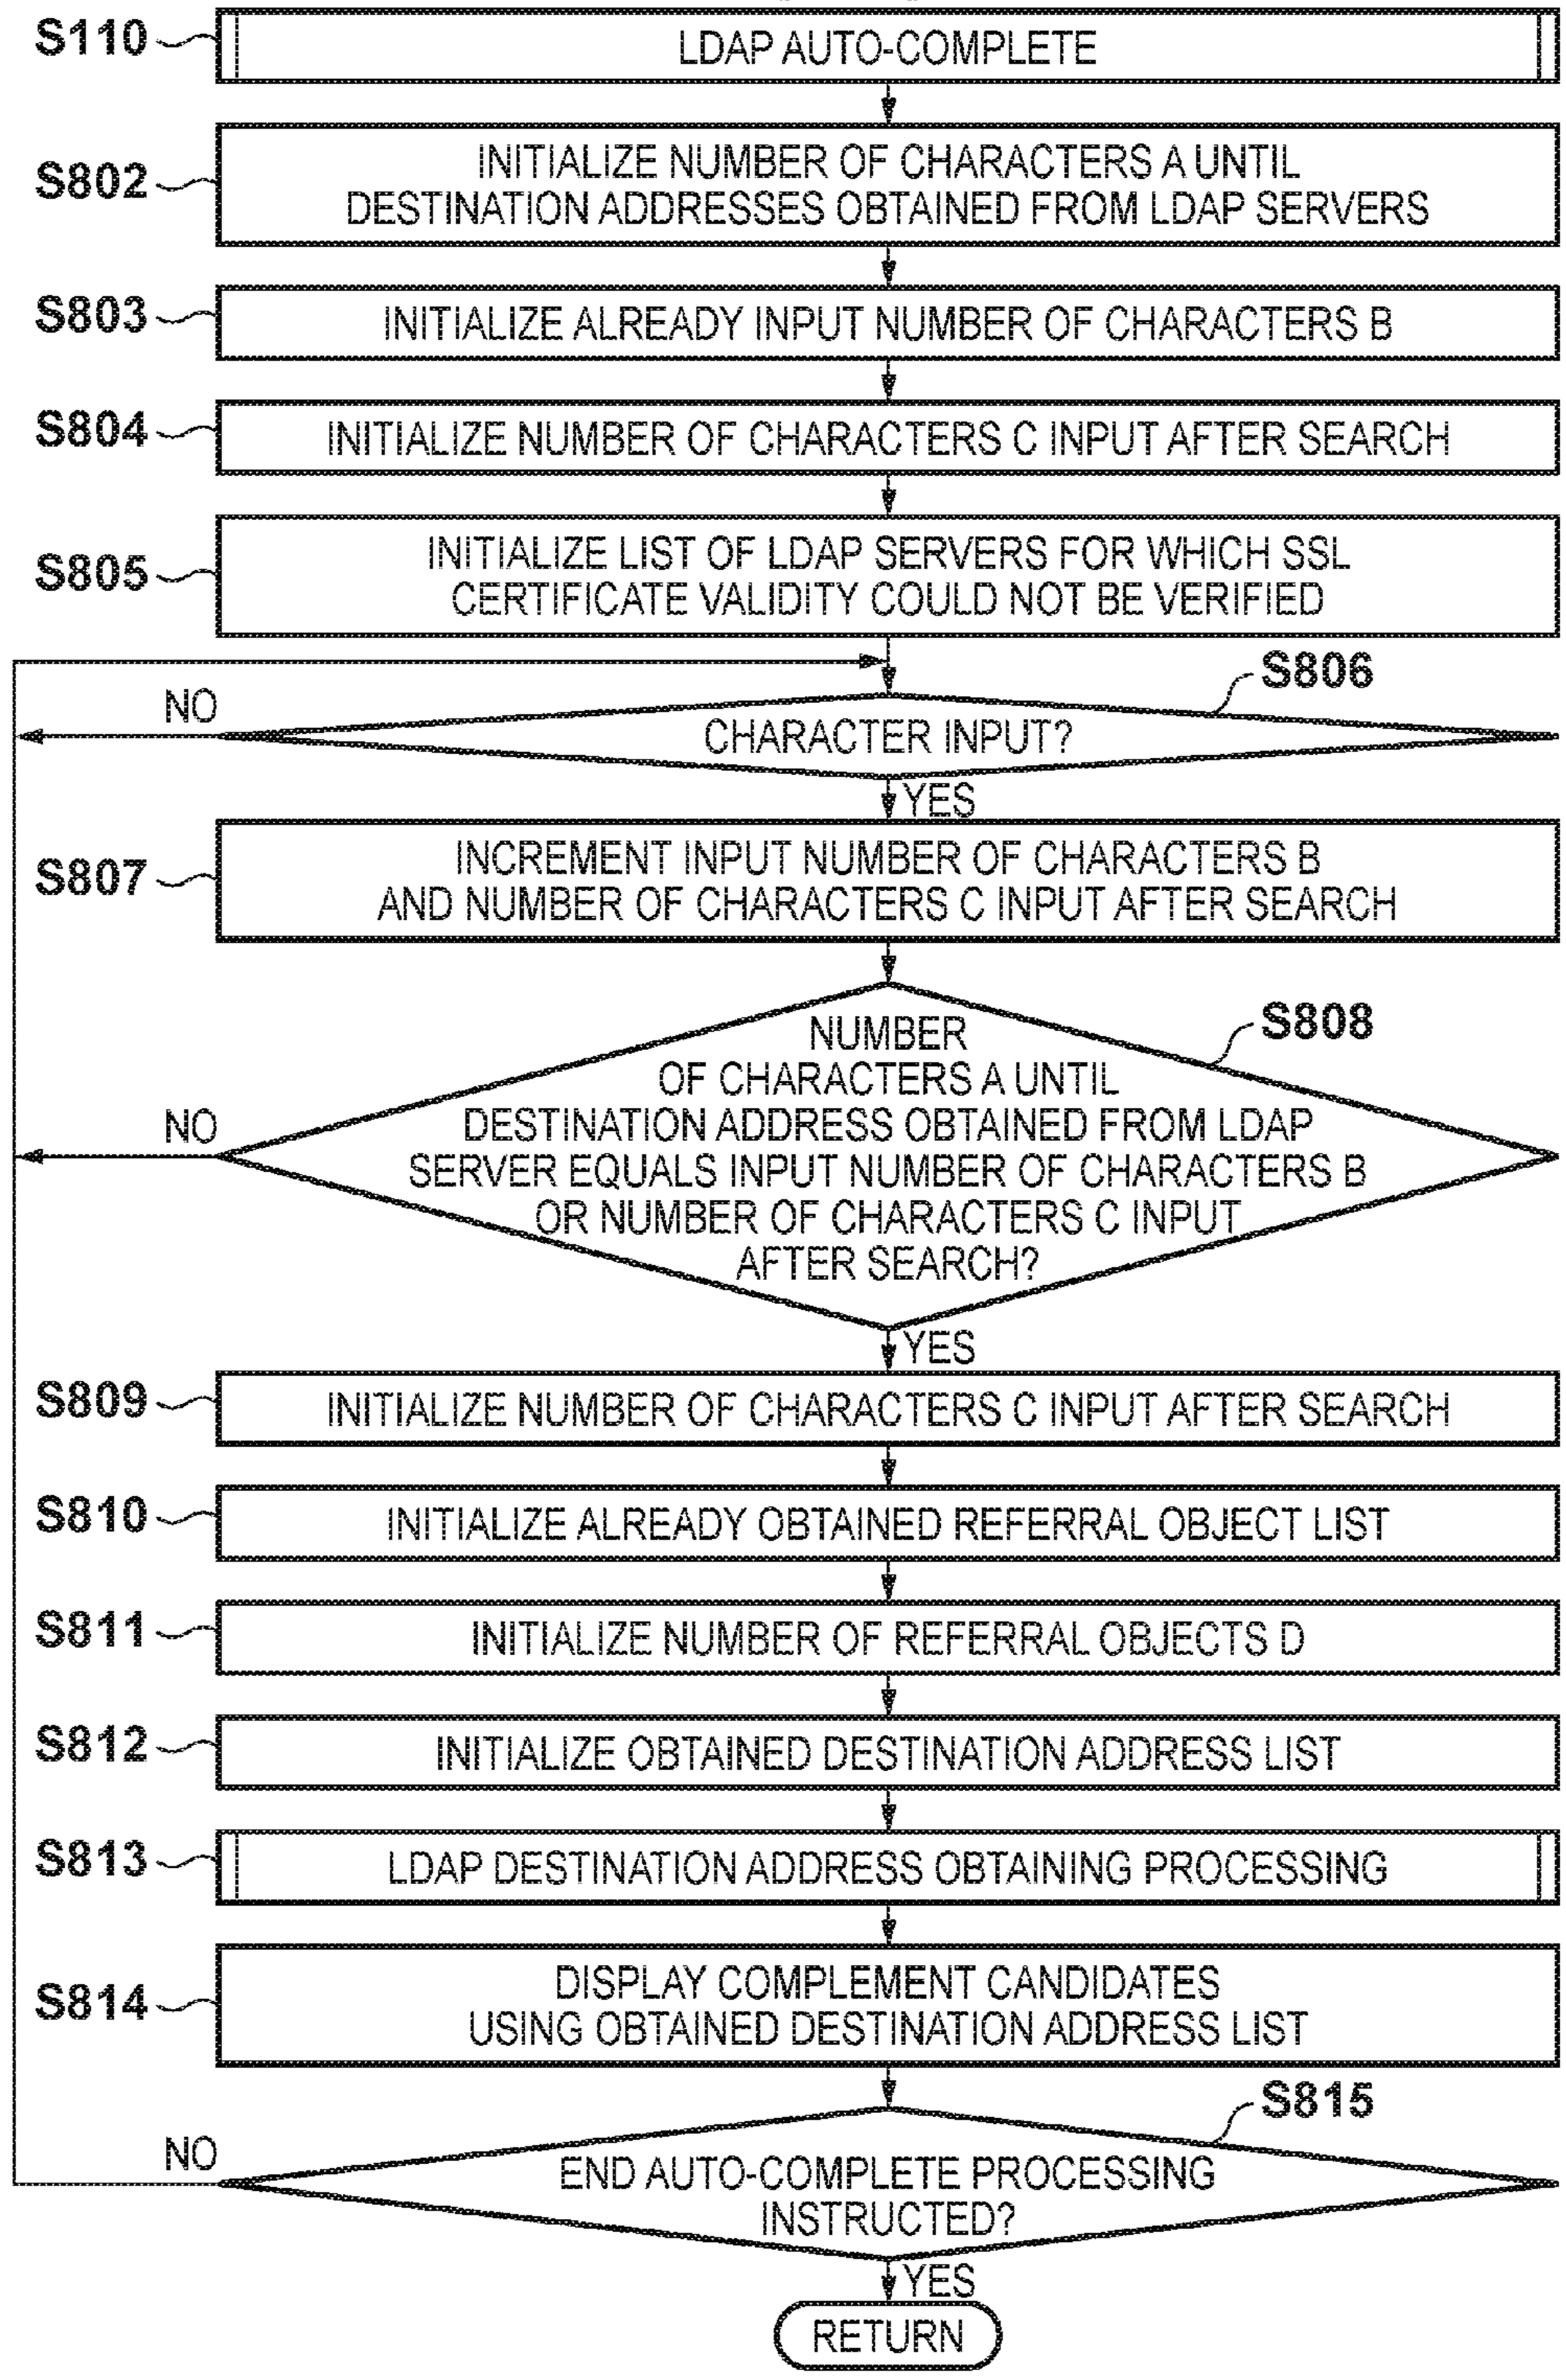 S110
LDAP AUTO-COMPLETE
S802
INITIALIZE NUMBER OF CHARACTERS A UNTIL
DESTINATION ADDRESSES OBTAINED FROM LDAP SERVERS
S803
INITIALIZE ALREADY INPUT NUMBER OF CHARACTERS B
S804
INITIALIZE NUMBER OF CHARACTERS C INPUT AFTER SEARCH
S805
INITIALIZE LIST OF LDAP SERVERS FOR WHICH SSL
CERTIFICATE VALIDITY COULD NOT BE VERIFIED
S806
NO
CHARACTER INPUT?
YES
S807
INCREMENT INPUT NUMBER OF CHARACTERS B
AND NUMBER OF CHARACTERS C INPUT AFTER SEARCH
S808
NUMBER
OF CHARACTERS A UNTIL
NO
DESTINATION ADDRESS OBTAINED FROM LDAP
SERVER EQUALS INPUT NUMBER OF CHARACTERS B
OR NUMBER OF CHARACTERS C INPUT
AFTER SEARCH?
YES
S809
INITIALIZE NUMBER OF CHARACTERS C INPUT AFTER SEARCH
S810
INITIALIZE ALREADY OBTAINED REFERRAL OBJECT LIST
S811
INITIALIZE NUMBER OF REFERRAL OBJECTS D
S812
INITIALIZE OBTAINED DESTINATION ADDRESS LIST
S813
LDAP DESTINATION ADDRESS OBTAINING PROCESSING
S814
DISPLAY COMPLEMENT CANDIDATES
USING OBTAINED DESTINATION ADDRESS LIST
S815
NO
END AUTO-COMPLETE PROCESSING
INSTRUCTED?
YES
RETURN